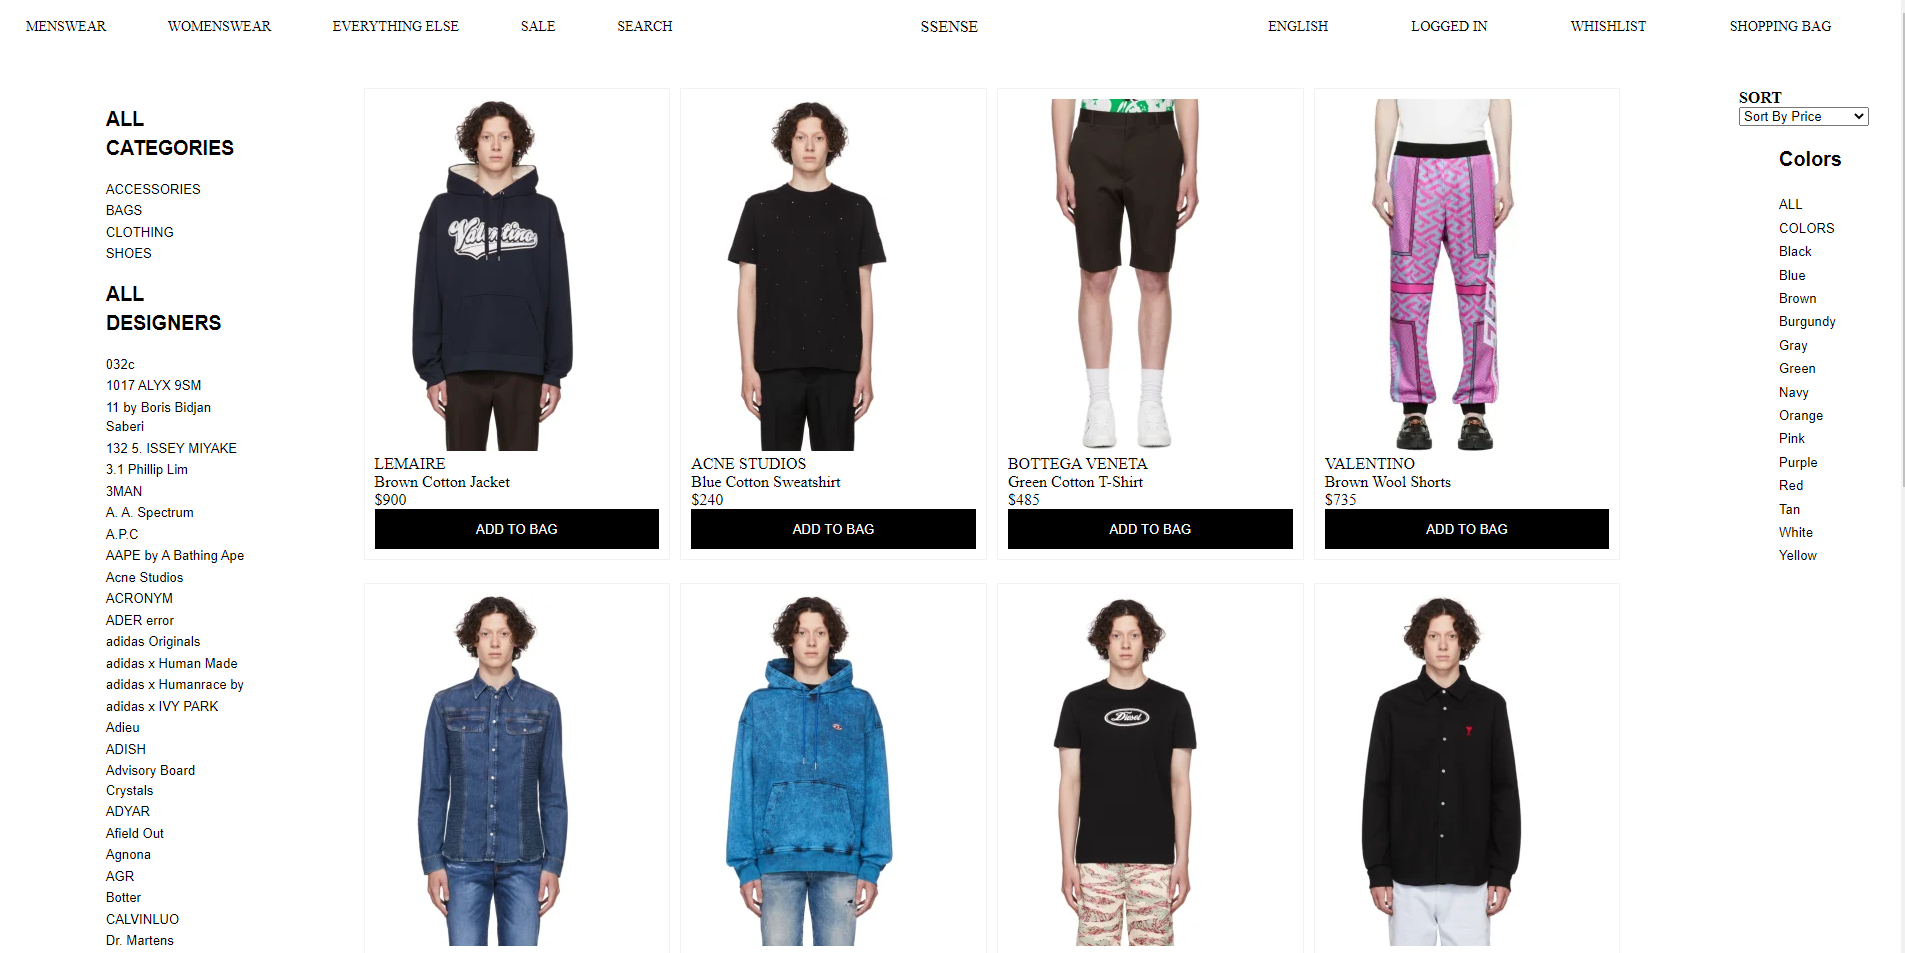 MENSWEAR WOMENSWEAR EVERYTHING ELSE SALE SEARCH SSENSE ENGLISH LOGGED IN WHISHLIST SHOPPING BAG
ALL
CATEGORIES
ACCESSORIES
BAGS
CLOTHING
SHOES
ALL
DESIGNERS
032c
1017 ALYX 9SM
11 by Boris Bidjan
Saberi
132 5. ISSEY MIYAKE
3.1 Phillip Lim
3MAN
A. A. Spectrum
A.P.C
AAPE by A Bathing Ape
Acne Studios
ACRONYM
ADER error
adidas Originals
adidas x Human Made
adidas x Humanrace by
adidas x IVY PARK
Adieu
ADISH
Advisory Board
Crystals
ADYAR
Afield Out
Agnona
AGR
Botter
CALVINLUO
Dr. Martens
Valentino
LEMAIRE
Brown Cotton Jacket
$900
ADD TO BAG
ACNE STUDIOS
Blue Cotton Sweatshirt
$240
ADD TO BAG
BOTTEGA VENETA
Green Cotton T-Shirt
$485
ADD TO BAG
VALENTINO
Brown Wool Shorts
$735
ADD TO BAG
Diesel
SORT
Sort By Price
Colors
ALL
COLORS
Black
Blue
Brown
Burgundy
Gray
Green
Navy
Orange
Pink
Purple
Red
Tan
White
Yellow